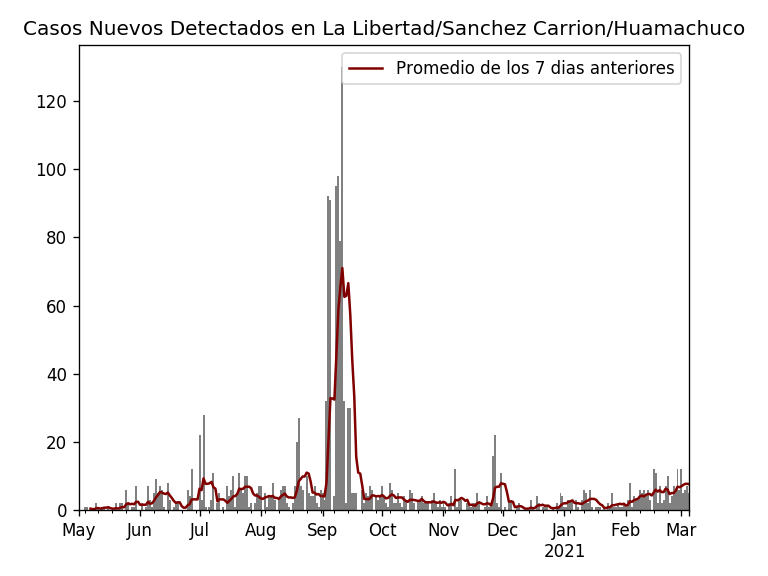 Casos Nuevos Detectados en La Libertad/Sanchez Carrion/Huamachuco
Promedio de los 7 dias anteriores
120
100
80
60
40
20
0
May Jun Jul Aug Sep Oct Nov Dec Jan Feb Mar
2021